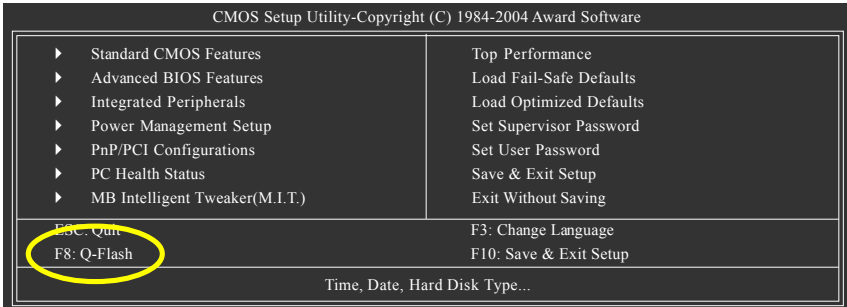 CMOS Setup Utility-Copyright (C) 1984-2004 Award Software
Standard CMOS Features
Advanced BIOS Features
Integrated Peripherals
Power Management Setup
PnP/PCI Configurations
PC Health Status
MB Intelligent Tweaker(M.I.T.)
Top Performance
Load Fail-Safe Defaults
Load Optimized Defaults
Set Supervisor Password
Set User Password
Save & Exit Setup
Exit Without Saving
ESC: Quit
F8: Q-Flash
F3: Change Language
F10: Save & Exit Setup
Time, Date, Hard Disk Type...